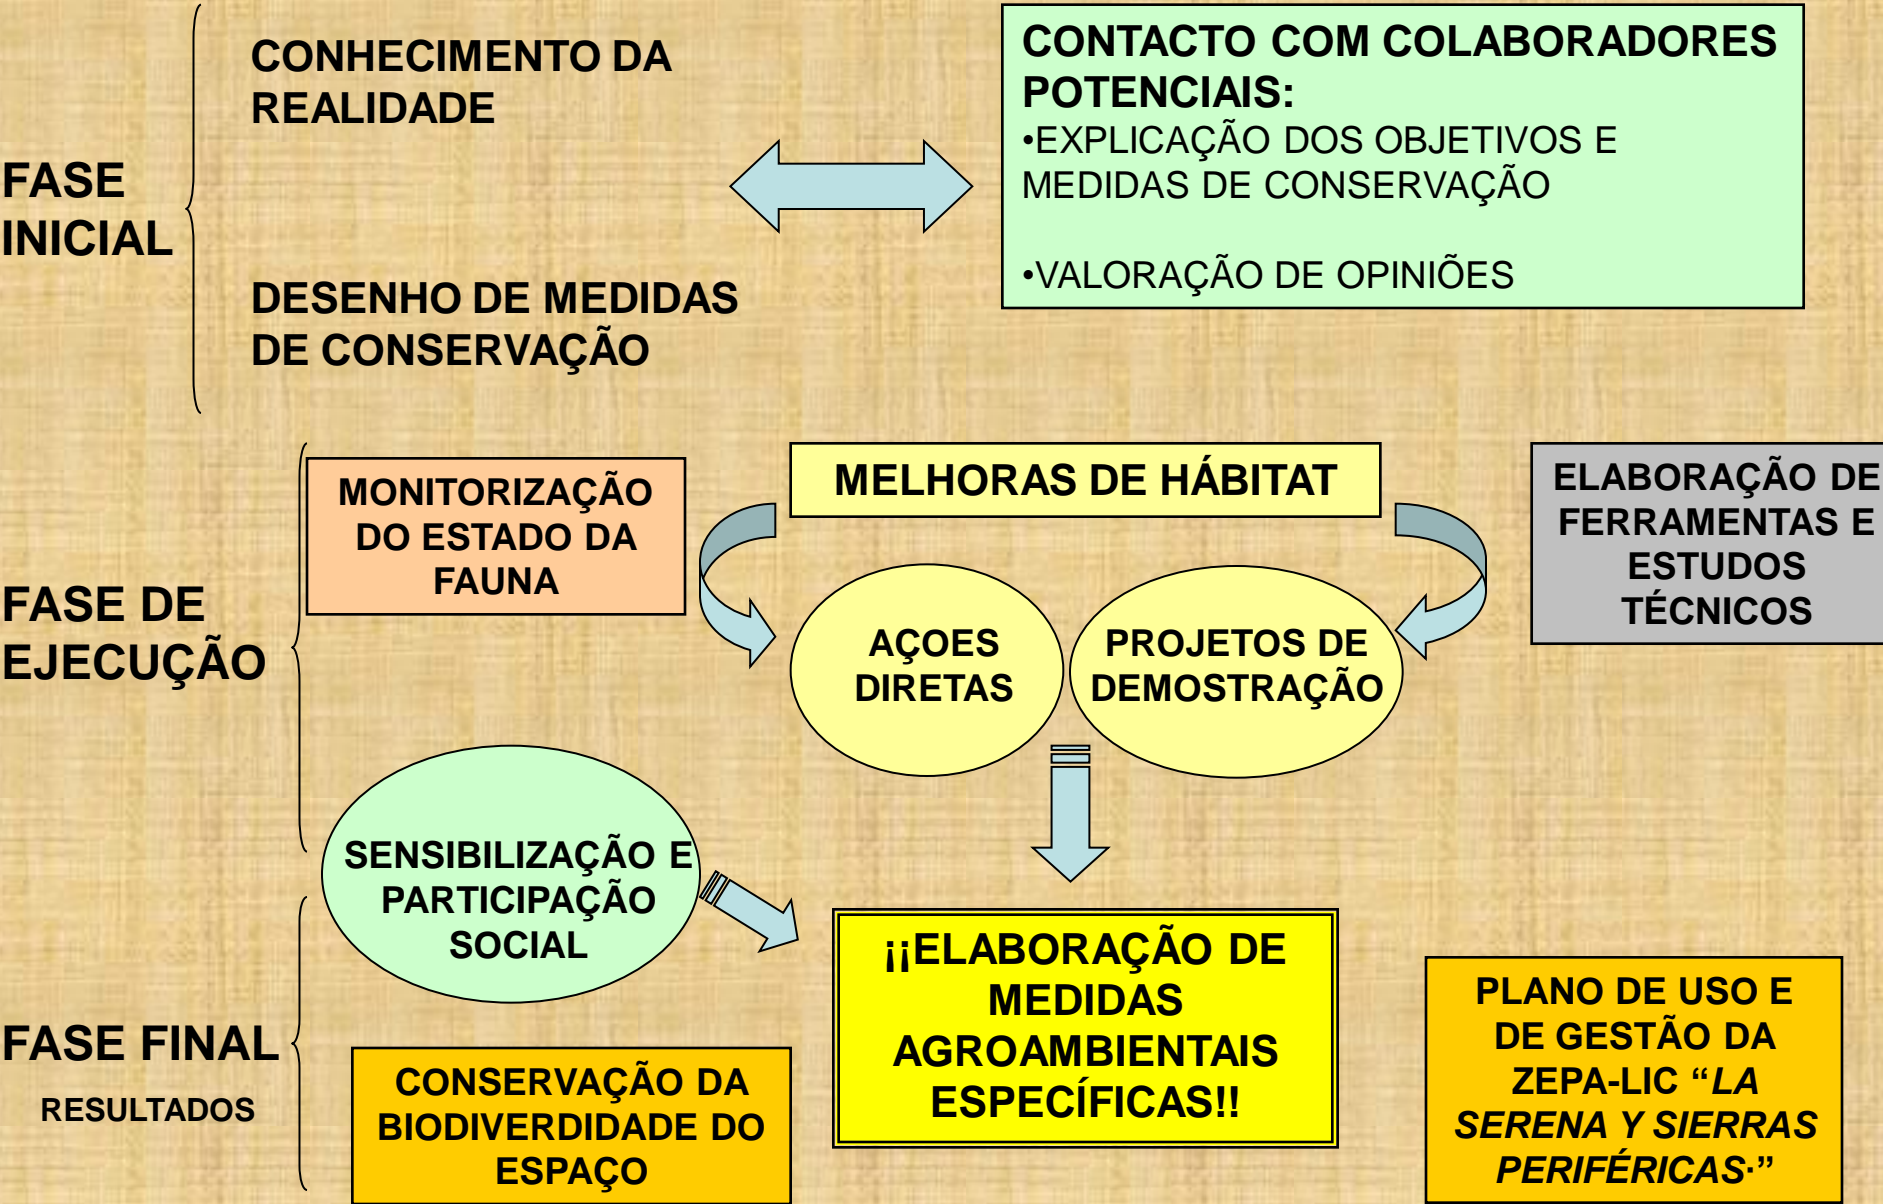 FASE
INICIAL
CONHECIMENTO DA
REALIDADE
DESENHO DE MEDIDAS
DE CONSERVAÇÃO
CONTACTO COM COLABORADORES
POTENCIAIS:
•EXPLICAÇÃO DOS OBJETIVOS E
MEDIDAS DE CONSERVAÇÃO
•VALORAÇÃO DE OPINIÕES
FASE DE
EJECUÇÃO
MONITORIZAÇÃO
DO ESTADO DA
FAUNA
MELHORAS DE HÁBITAT
AÇOES
DIRETAS
PROJETOS DE
DEMOSTRAÇÃO
ELABORAÇÃO DE
FERRAMENTAS E
ESTUDOS
TÉCNICOS
SENSIBILIZAÇÃO E
PARTICIPAÇÃO
SOCIAL
FASE FINAL
RESULTADOS
CONSERVAÇÃO DA
BIODIVERDIDADE DO
ESPAÇO
¡¡ELABORAÇÃO DE
MEDIDAS
AGROAMBIENTAIS
ESPECÍFICAS!!
PLANO DE USO E
DE GESTÃO DA
ZEPA-LIC “LA
SERENA Y SIERRAS
PERIFÉRICAS·”